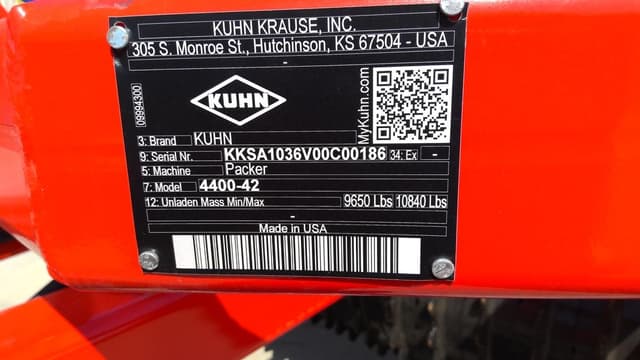 KUHN KRAUSE, INC.
305 S. Monroe St., Hutchinson, KS 67504 - USA
-
09994300
KUHN
MyKuhn.com
3: Brand KUHN
9: Serial Nr. KKSA1036V00C00186 34: Ex -
5: Machine Packer
7: Model 4400-42
12: Unladen Mass Min/Max 9650 Lbs 10840 Lbs
-
Made in USA